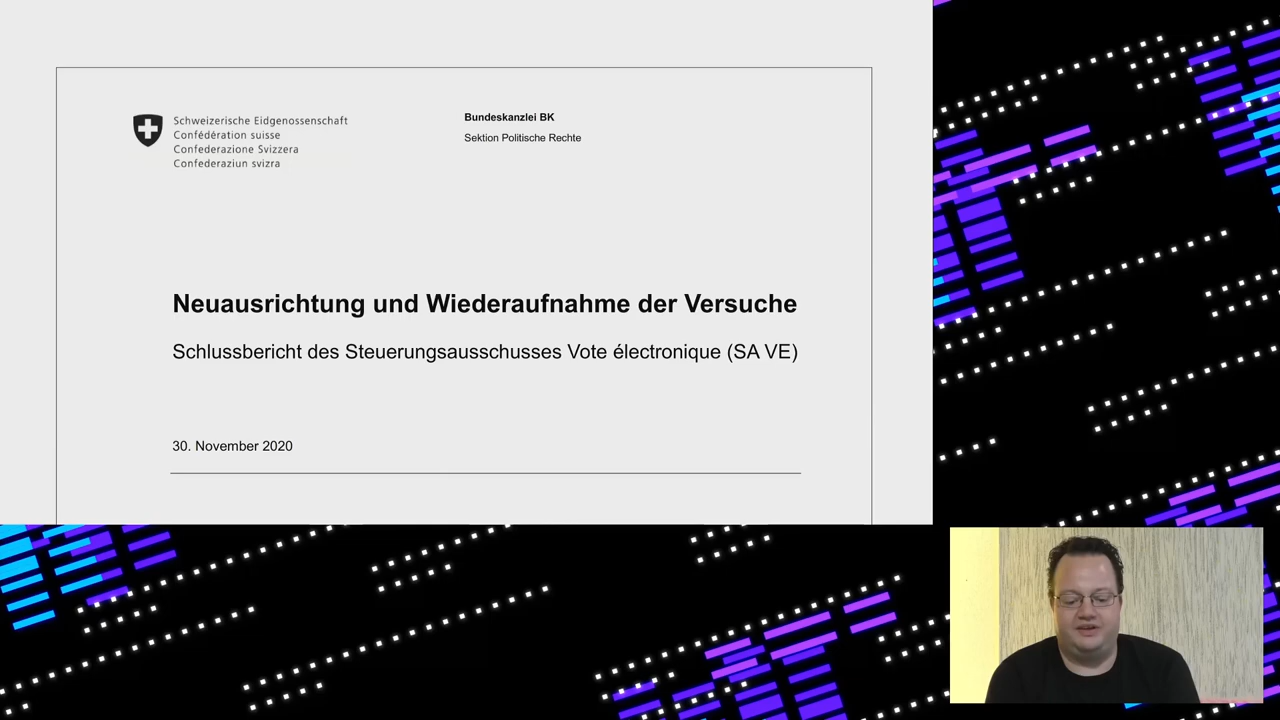 Schweizerische Eidgenossenschaft
Confédération suisse
Confederazione Svizzera
Confederaziun svizra
Bundeskanzlei BK
Sektion Politische Rechte
Neuausrichtung und Wiederaufnahme der Versuche
Schlussbericht des Steuerungsausschusses Vote électronique (SA VE)
30. November 2020